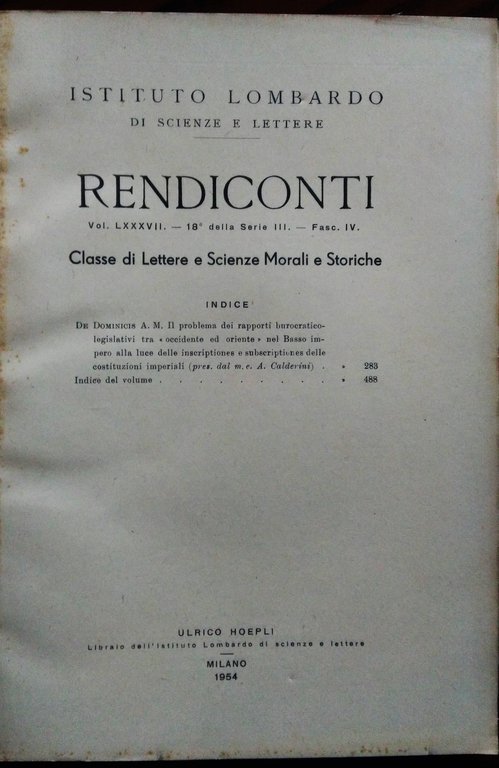 ISTITUTO LOMBARDO
DI SCIENZE E LETTERE
RENDICONTI
Vol. LXXXVII. — 18° della Serie III. — Fasc. IV.
Classe di Lettere e Scienze Morali e Storiche
INDICE
DE DOMINICIS A. M. Il problema dei rapporti burocratico-
legislativi tra « occidente ed oriente » nel Basso im-
pero alla luce delle inscriptiones e subscriptiones delle
costituzioni imperiali (pres. dal m. e. A. Calderini) . » 283
Indice del volume . . . . . . . . . » 488
ULRICO HOEPLI
Libraio dell'Istituto Lombardo di scienze e lettere
MILANO
1954